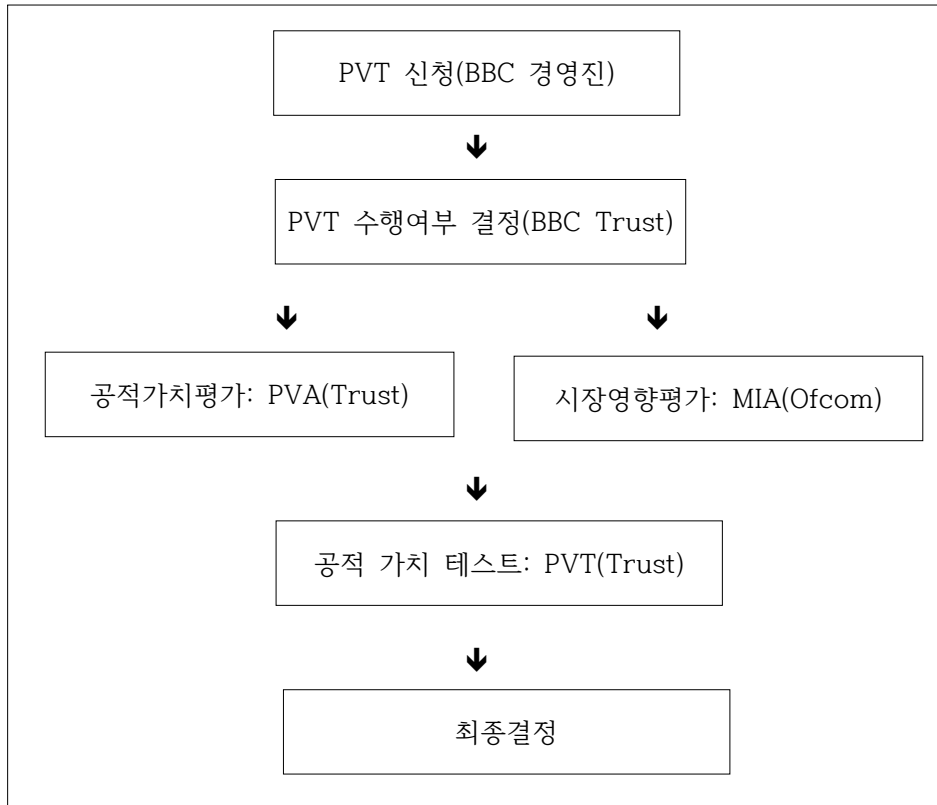 PVT 신청(BBC 경영진)
PVT 수행여부 결정(BBC Trust)
공적가치평가: PVA(Trust)
시장영향평가: MIA(Ofcom)
공적 가치 테스트: PVT(Trust)
최종결정